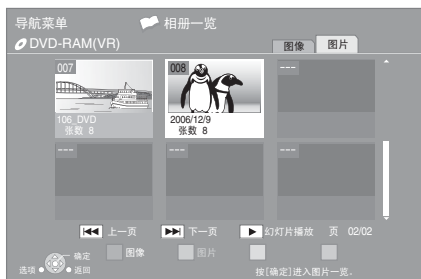 导航菜单 相册一览
DVD-RAM(VR) 图像 图片
007 008 ---
106_DVD 2006/12/9
张数 8 张数 8
--- --- ---
上一页 下一页 幻灯片播放 页 02/02
确定 图像 图片
选项 返回 按[确定]进入图片一览.